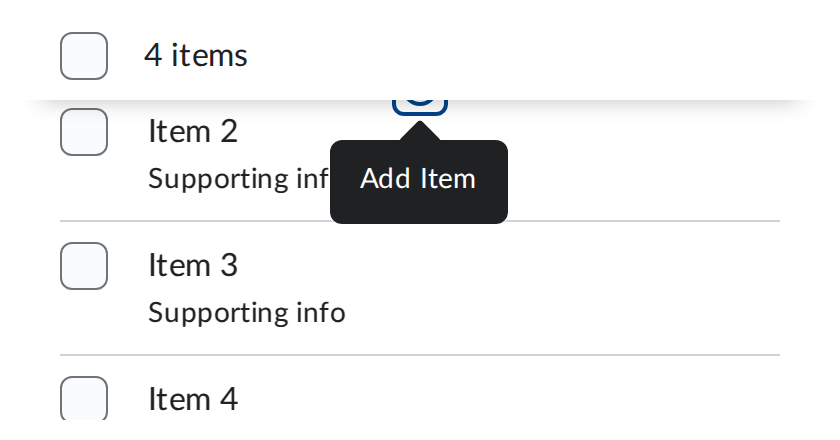 4 items
Item 2
Supporting inf
Add Item
Item 3
Supporting info
Item 4